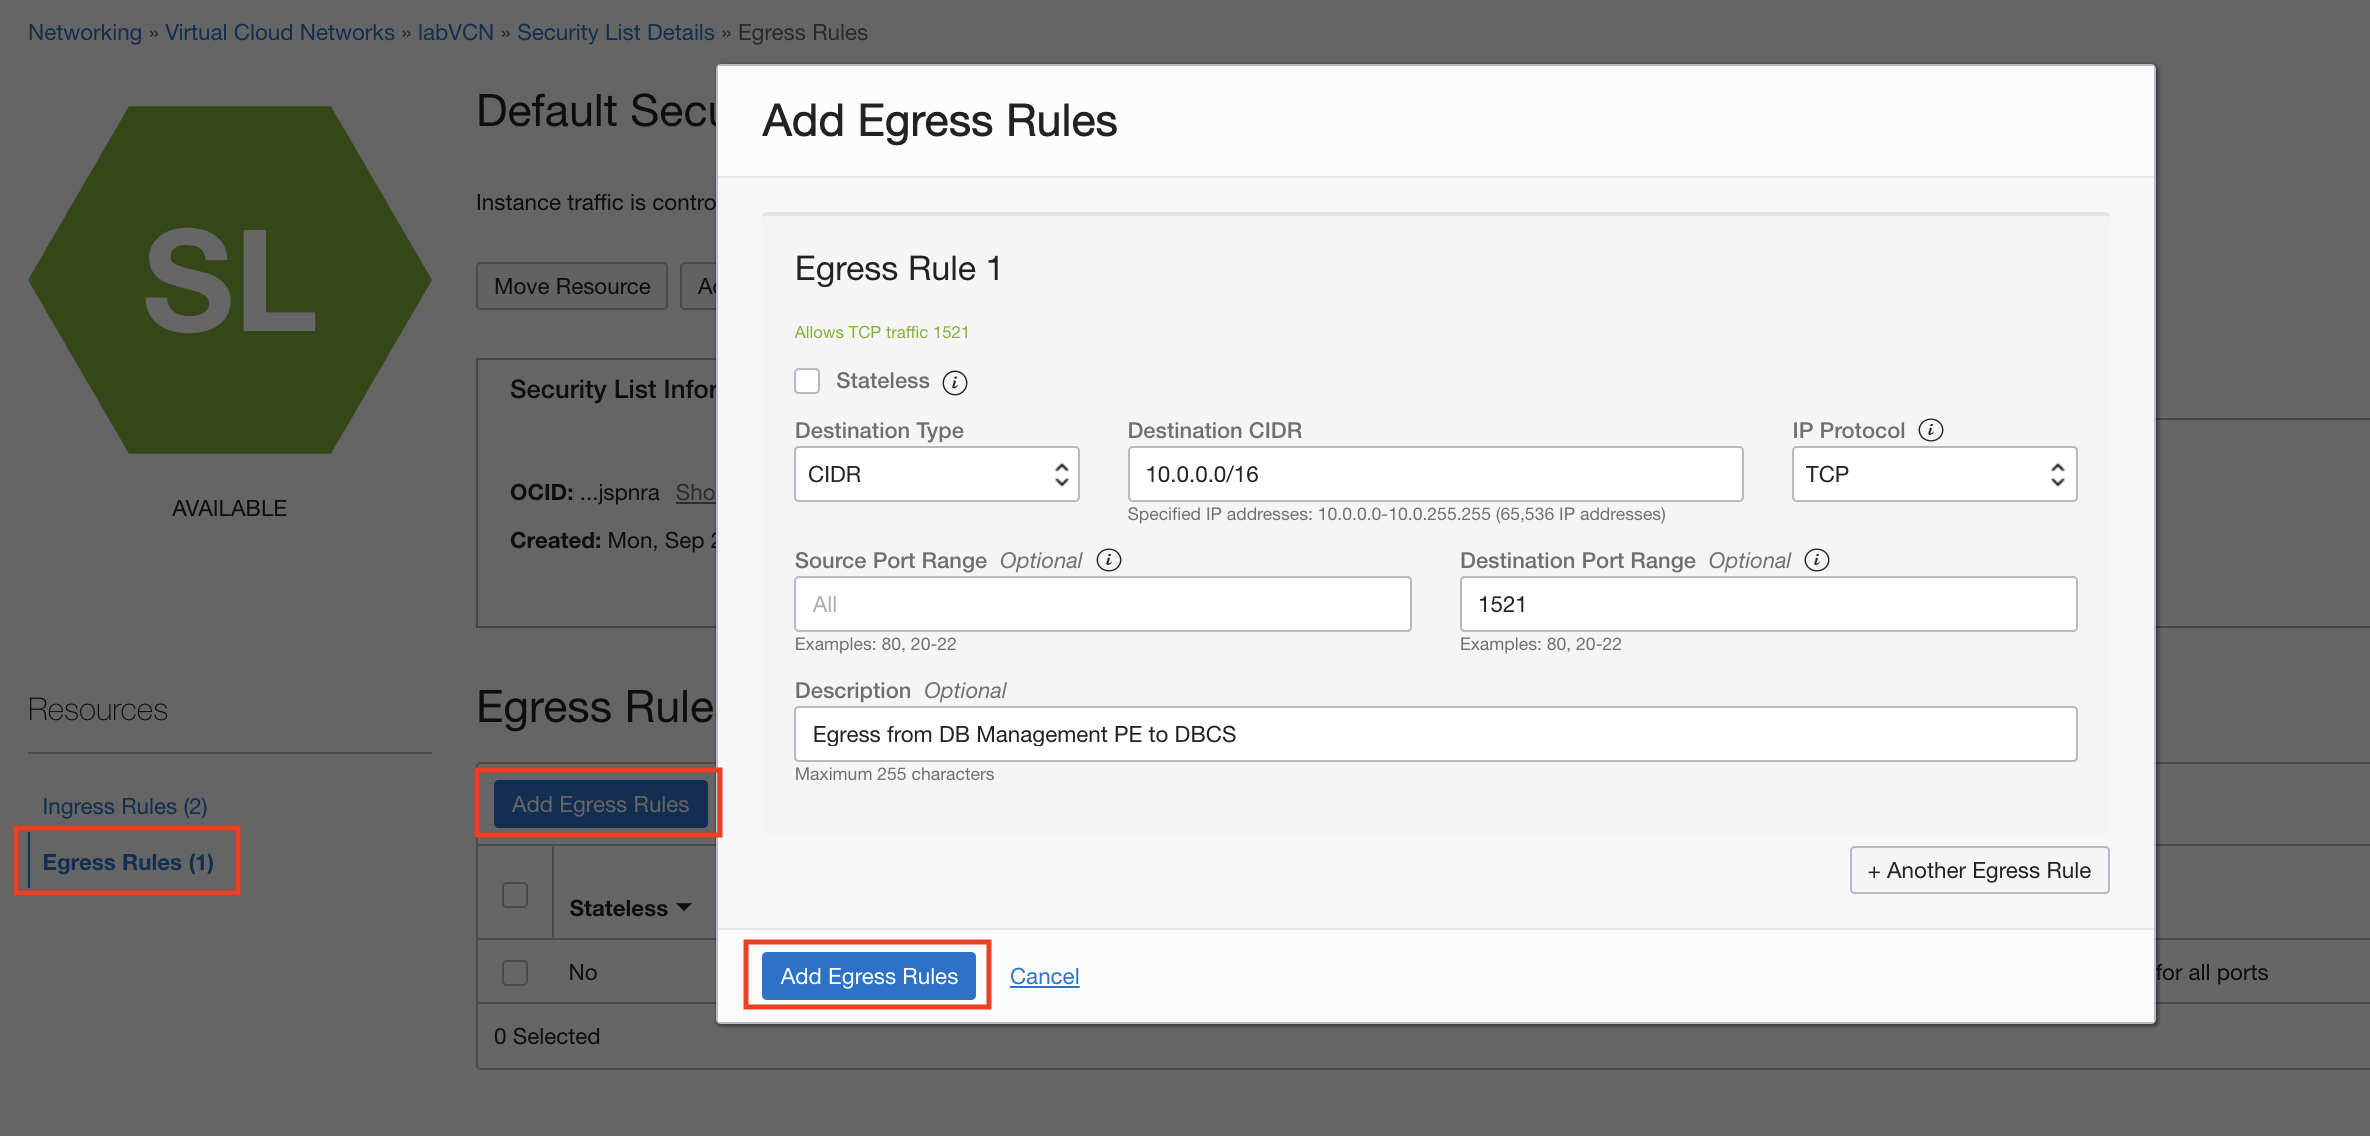 Networking » Virtual Cloud Networks » labVCN » Security List Details » Egress Rules
SL
AVAILABLE
Resources
Ingress Rules (2)
Egress Rules (1)
Default Secu
Instance traffic is contro
Move Resource
Security List Infor
OCID: ...jspnra Sho
Created: Mon, Sep 2
Egress Rule
Add Egress Rules
Stateless
No
for all ports
0 Selected
Add Egress Rules
Egress Rule 1
Allows TCP traffic 1521
Stateless
Destination Type
CIDR
Destination CIDR
10.0.0.0/16
Specified IP addresses: 10.0.0.0-10.0.255.255 (65,536 IP addresses)
IP Protocol
TCP
Source Port Range Optional
All
Examples: 80, 20-22
Destination Port Range Optional
1521
Examples: 80, 20-22
Description Optional
Egress from DB Management PE to DBCS
Maximum 255 characters
+ Another Egress Rule
Add Egress Rules
Cancel